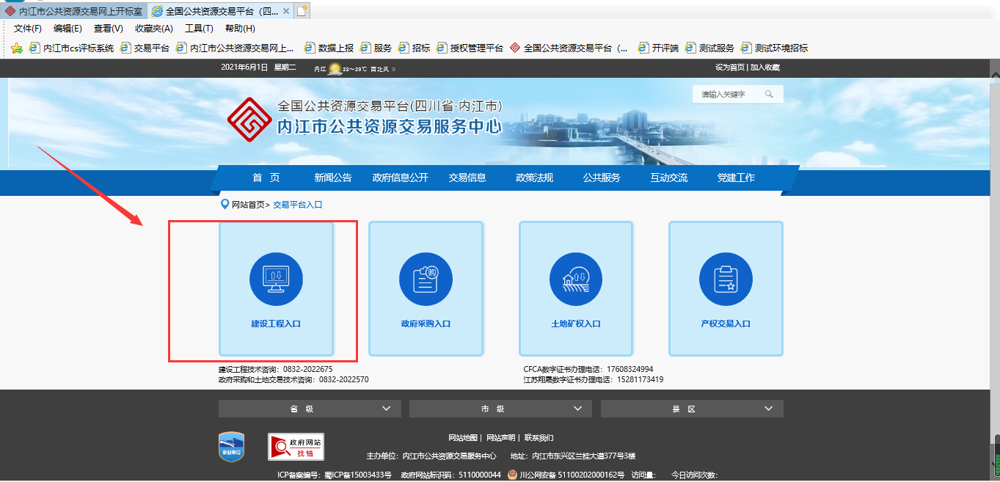 内江市公共资源交易网上开标室 全国公共资源交易平台（四...
文件(F) 编辑(E) 查看(V) 收藏夹(A) 工具(T) 帮助(H)
内江市cs评标系统 交易平台 内江市公共资源交易网上... 数据上报 服务 招标 授权管理平台 全国公共资源交易平台（... 开评端 测试服务 测试环境招标
2021年6月1日 星期二 内江 22～29℃ 西北风 » 设为首页 | 加入收藏
请输入关键字
全国公共资源交易平台(四川省·内江市)
内江市公共资源交易服务中心
首 页 新闻公告 政府信息公开 交易信息 政策法规 公共服务 互动交流 党建工作
网站首页> 交易平台入口
购
建设工程入口 政府采购入口 土地矿权入口 产权交易入口
建设工程技术咨询：0832-2022675 CFCA数字证书办理电话：17608324994
政府采购和土地交易技术咨询：0832-2022570 江苏翔晟数字证书办理电话：15281173419
省 级 市 级 县 区
事业单位 政府网站 找错
网站地图 | 网站声明 | 联系我们
主办单位：内江市公共资源交易服务中心 地址：内江市东兴区兰桂大道377号3楼
ICP备案编号：蜀ICP备15003433号 政府网站标识码：5110000044 川公网安备 51100202000162号 访问量： 今日访问次数：